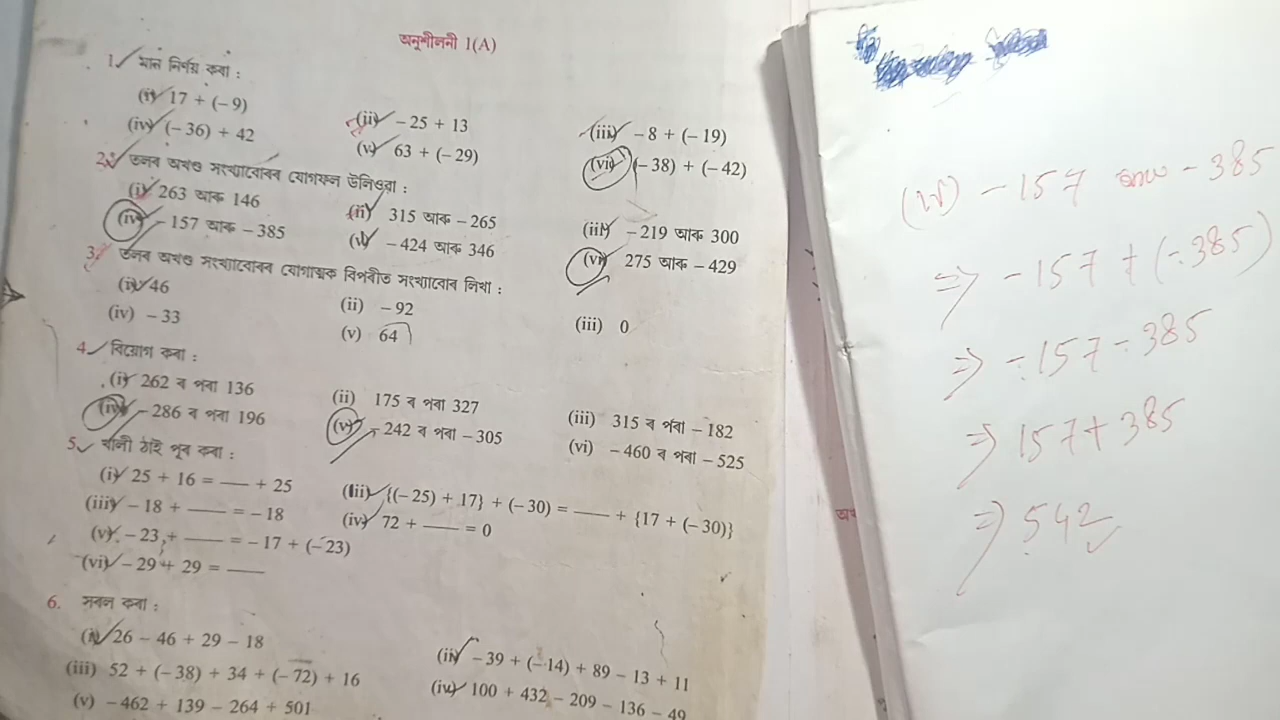 অনুশীলনী 1(A)
1. মান নিৰ্ণয় কৰা :
(i) 17 + (– 9)
(ii) – 25 + 13
(iii) – 8 + (– 19)
(iv) (– 36) + 42
(v) 63 + (– 29)
(vi) (– 38) + (– 42)
2. তলৰ অখণ্ড সংখ্যাবোৰৰ যোগফল উলিওৱা :
(i) 263 আৰু 146
(ii) 315 আৰু – 265
(iii) – 219 আৰু 300
(iv) – 157 আৰু – 385
(v) – 424 আৰু 346
(vi) 275 আৰু – 429
3. তলৰ অখণ্ড সংখ্যাবোৰৰ যোগাত্মক বিপৰীত সংখ্যাবোৰ লিখা :
(i) 46
(ii) – 92
(iii) 0
(iv) – 33
(v) 64
4. বিয়োগ কৰা :
(i) 262 ৰ পৰা 136
(ii) 175 ৰ পৰা 327
(iii) 315 ৰ পৰা – 182
(iv) – 286 ৰ পৰা 196
(v) – 242 ৰ পৰা – 305
(vi) – 460 ৰ পৰা – 525
5. খালী ঠাই পূৰ কৰা :
(i) 25 + 16 = — + 25
(ii) {(– 25) + 17} + (– 30) = — + {17 + (– 30)}
(iii) – 18 + — = – 18
(iv) 72 + — = 0
(v) – 23 + — = – 17 + (– 23)
(vi) – 29 + 29 = —
6. সৰল কৰা :
(i) 26 – 46 + 29 – 18
(ii) – 39 + (– 14) + 89 – 13 + 11
(iii) 52 + (– 38) + 34 + (– 72) + 16
(iv) 100 + 432 – 209 – 136 – 49
(v) – 462 + 139 – 264 + 501
(iv) – 157 আৰু – 385
⇒ – 157 + (– 385)
⇒ – 157 – 385
⇒ 157 + 385
⇒ 542